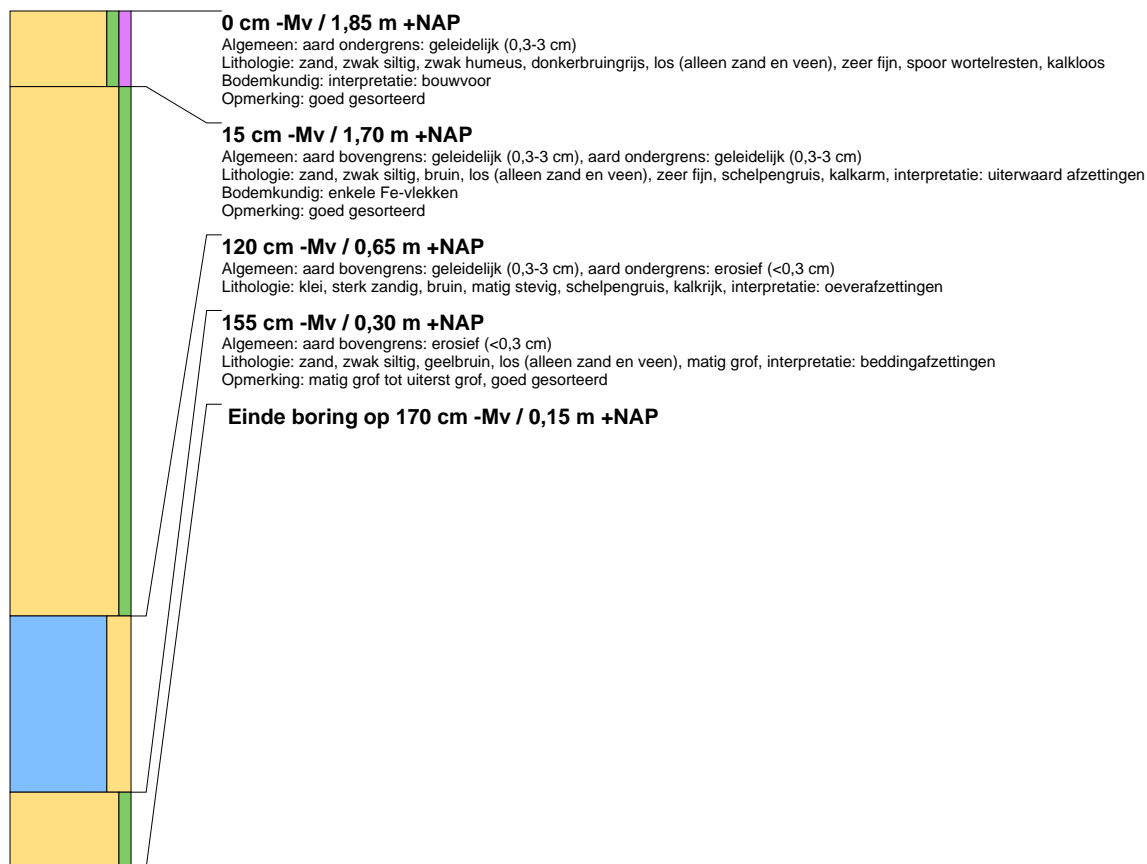 0 cm -Mv / 1,85 m +NAP
Algemeen: aard ondergrens: geleidelijk (0,3-3 cm)
Lithologie: zand, zwak siltig, zwak humeus, donkerbruingrijs, los (alleen zand en veen), zeer fijn, spoor wortelresten, kalkloos
Bodemkundig: interpretatie: bouwvoor
Opmerking: goed gesorteerd
15 cm -Mv / 1,70 m +NAP
Algemeen: aard bovengrens: geleidelijk (0,3-3 cm), aard ondergrens: geleidelijk (0,3-3 cm)
Lithologie: zand, zwak siltig, bruin, los (alleen zand en veen), zeer fijn, schelpengruis, kalkarm, interpretatie: uiterwaard afzettingen
Bodemkundig: enkele Fe-vlekken
Opmerking: goed gesorteerd
120 cm -Mv / 0,65 m +NAP
Algemeen: aard bovengrens: geleidelijk (0,3-3 cm), aard ondergrens: erosief (<0,3 cm)
Lithologie: klei, sterk zandig, bruin, matig stevig, schelpengruis, kalkrijk, interpretatie: oeverafzettingen
155 cm -Mv / 0,30 m +NAP
Algemeen: aard bovengrens: erosief (<0,3 cm)
Lithologie: zand, zwak siltig, geelbruin, los (alleen zand en veen), matig grof, interpretatie: beddingafzettingen
Opmerking: matig grof tot uiterst grof, goed gesorteerd
Einde boring op 170 cm -Mv / 0,15 m +NAP